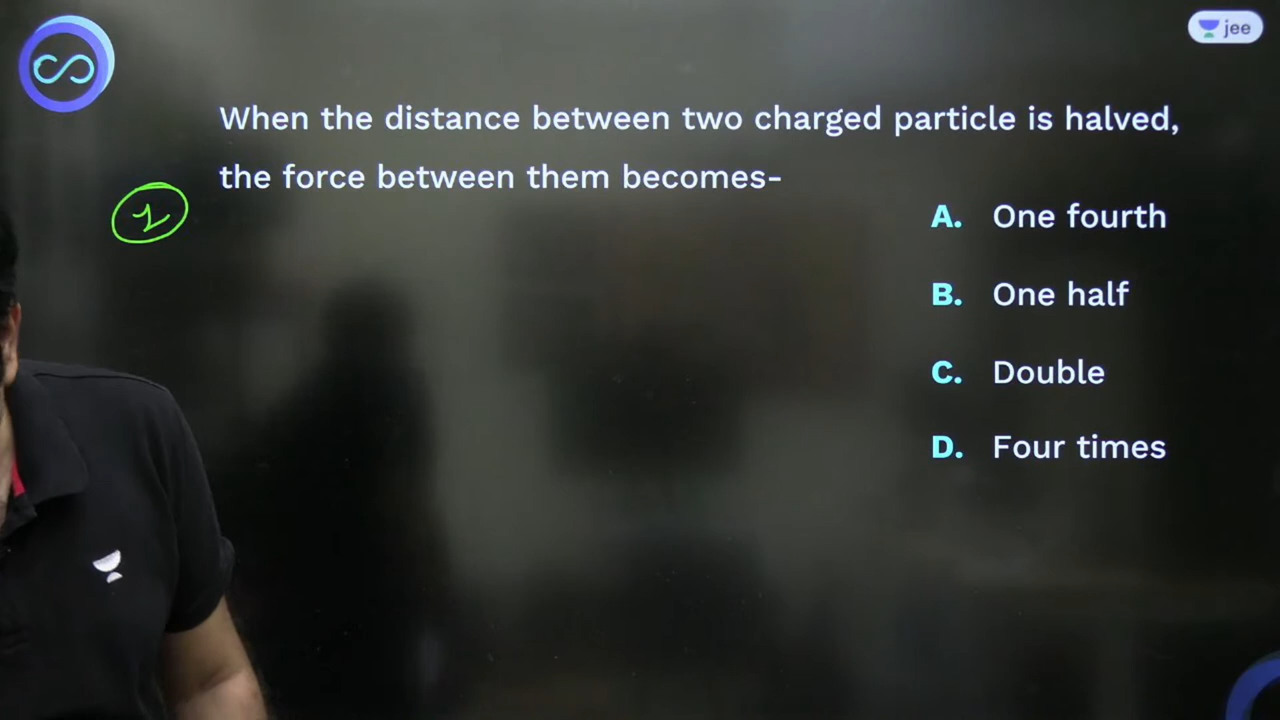 jee
When the distance between two charged particle is halved,
the force between them becomes-
A. One fourth
B. One half
C. Double
D. Four times